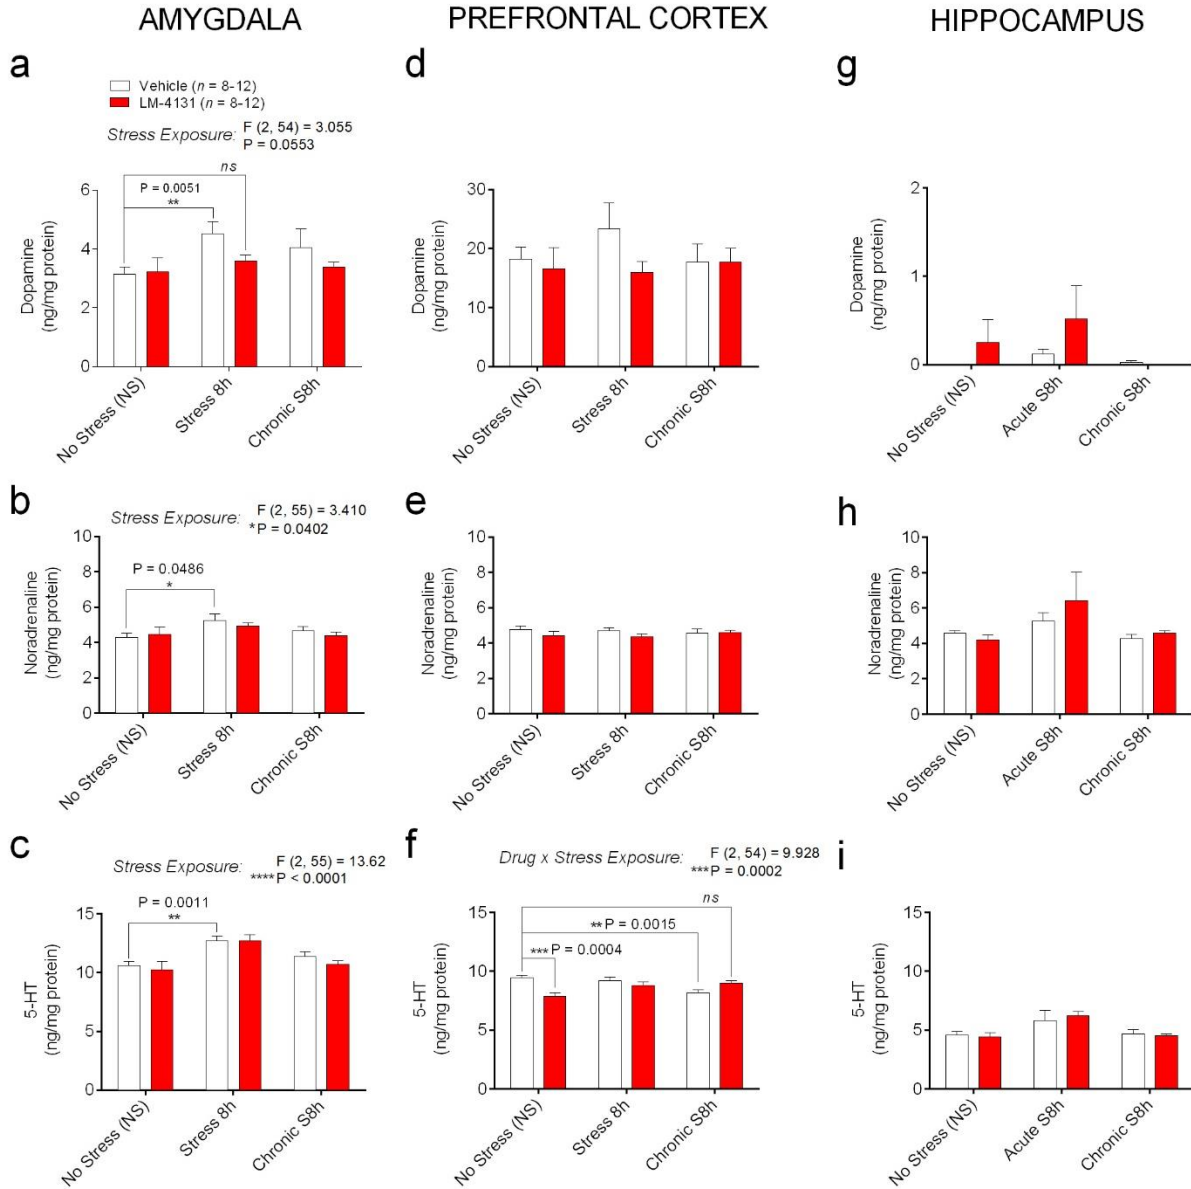 AMYGDALA
PREFRONTAL CORTEX
HIPPOCAMPUS
a
Vehicle (n = 8-12)
LM-4131 (n = 8-12)
Stress Exposure: F (2, 54) = 3.055
P = 0.0553
ns
P = 0.0051
**
6
4
2
0
Dopamine
(ng/mg protein)
No Stress (NS)
Stress 8h
Chronic S8h
d
30
20
10
0
Dopamine
(ng/mg protein)
No Stress (NS)
Stress 8h
Chronic S8h
g
2
1
0
Dopamine
(ng/mg protein)
No Stress (NS)
Acute S8h
Chronic S8h
b
Stress Exposure: F (2, 55) = 3.410
*P = 0.0402
P = 0.0486
*
10
8
6
4
2
0
Noradrenaline
(ng/mg protein)
No Stress (NS)
Stress 8h
Chronic S8h
e
10
8
6
4
2
0
Noradrenaline
(ng/mg protein)
No Stress (NS)
Stress 8h
Chronic S8h
h
10
8
6
4
2
0
Noradrenaline
(ng/mg protein)
No Stress (NS)
Acute S8h
Chronic S8h
c
Stress Exposure: F (2, 55) = 13.62
****P < 0.0001
P = 0.0011
**
15
10
5
0
5-HT
(ng/mg protein)
No Stress (NS)
Stress 8h
Chronic S8h
f
Drug x Stress Exposure: F (2, 54) = 9.928
***P = 0.0002
ns
**P = 0.0015
***P = 0.0004
15
10
5
0
5-HT
(ng/mg protein)
No Stress (NS)
Stress 8h
Chronic S8h
i
15
10
5
0
5-HT
(ng/mg protein)
No Stress (NS)
Acute S8h
Chronic S8h